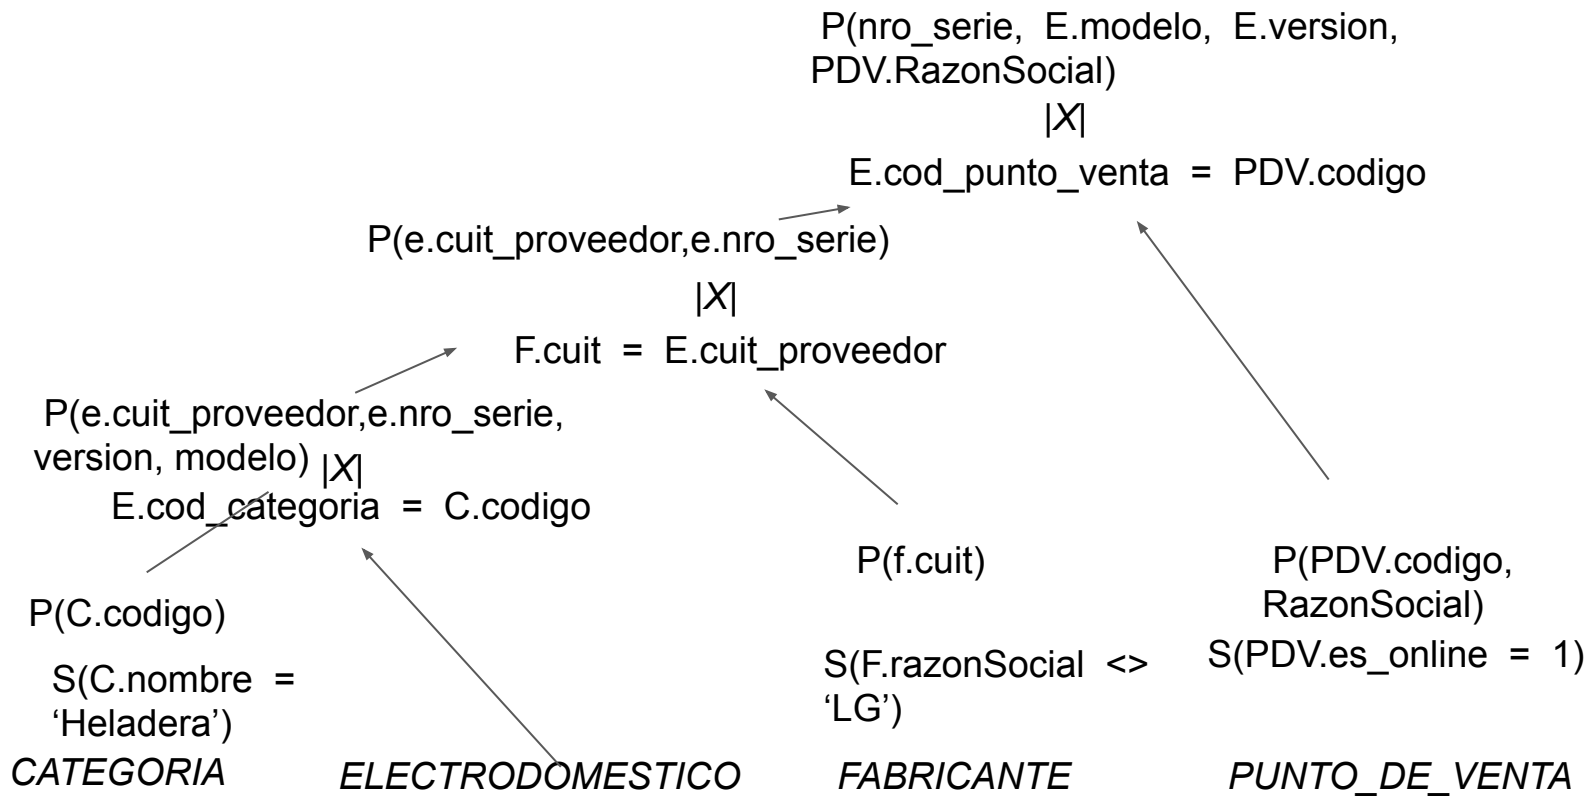 P(nro_serie, E.modelo, E.version,
PDV.RazonSocial)
|X|
E.cod_punto_venta = PDV.codigo
P(e.cuit_proveedor,e.nro_serie)
|X|
F.cuit = E.cuit_proveedor
P(e.cuit_proveedor,e.nro_serie,
version, modelo)
|X|
E.cod_categoria = C.codigo
P(C.codigo)
S(C.nombre =
‘Heladera’)
P(f.cuit)
S(F.razonSocial <>
‘LG’)
P(PDV.codigo,
RazonSocial)
S(PDV.es_online = 1)
CATEGORIA
ELECTRODOMESTICO
FABRICANTE
PUNTO_DE_VENTA